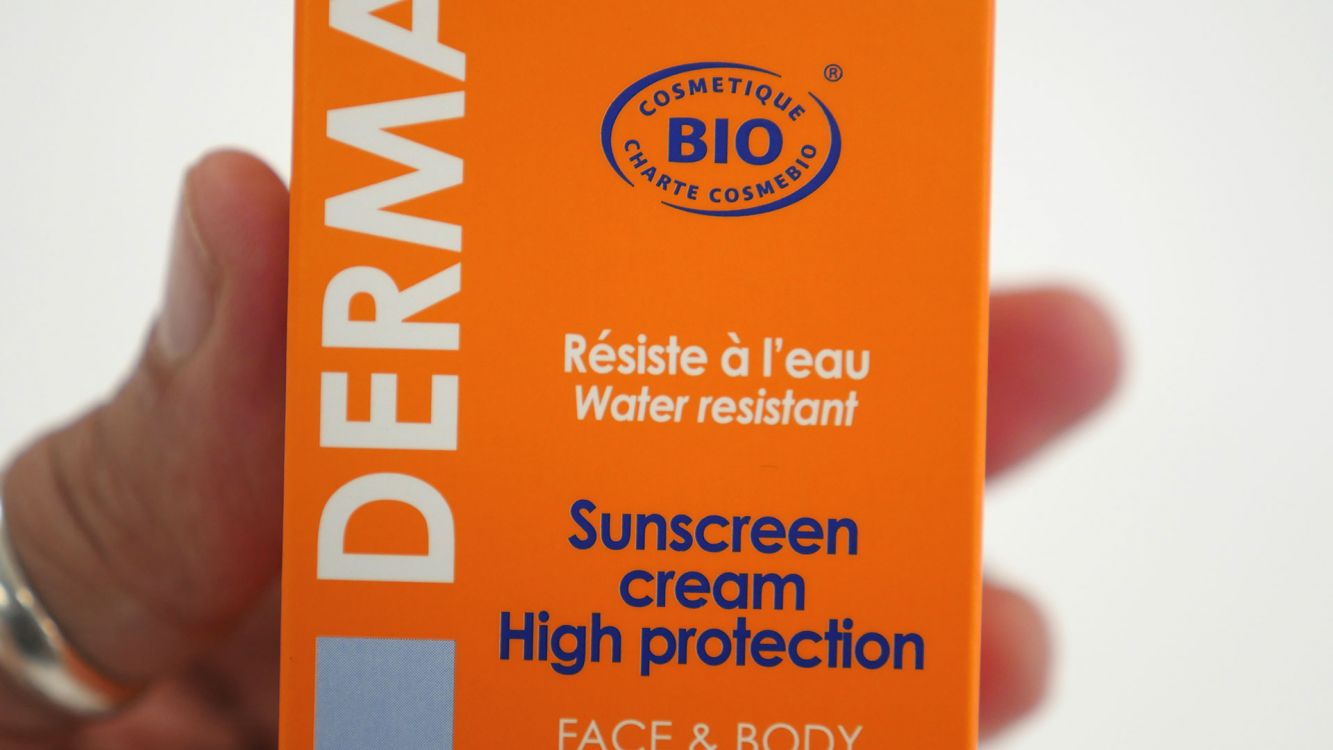 DERMA
COSMETIQUE
®
BIO
CHARTE COSMEBIO
Résiste à l'eau
Water resistant
Sunscreen
cream
High protection
FACE & BODY